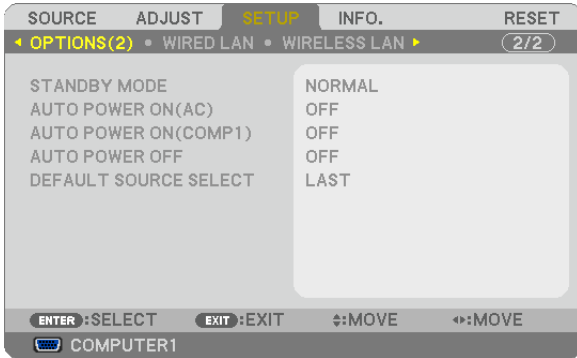 SOURCE ADJUST SETUP INFO. RESET
OPTIONS(2) • WIRED LAN • WIRELESS LAN 2/2
STANDBY MODE NORMAL
AUTO POWER ON(AC) OFF
AUTO POWER ON(COMP1) OFF
AUTO POWER OFF OFF
DEFAULT SOURCE SELECT LAST
ENTER :SELECT EXIT :EXIT :MOVE :MOVE
COMPUTER1